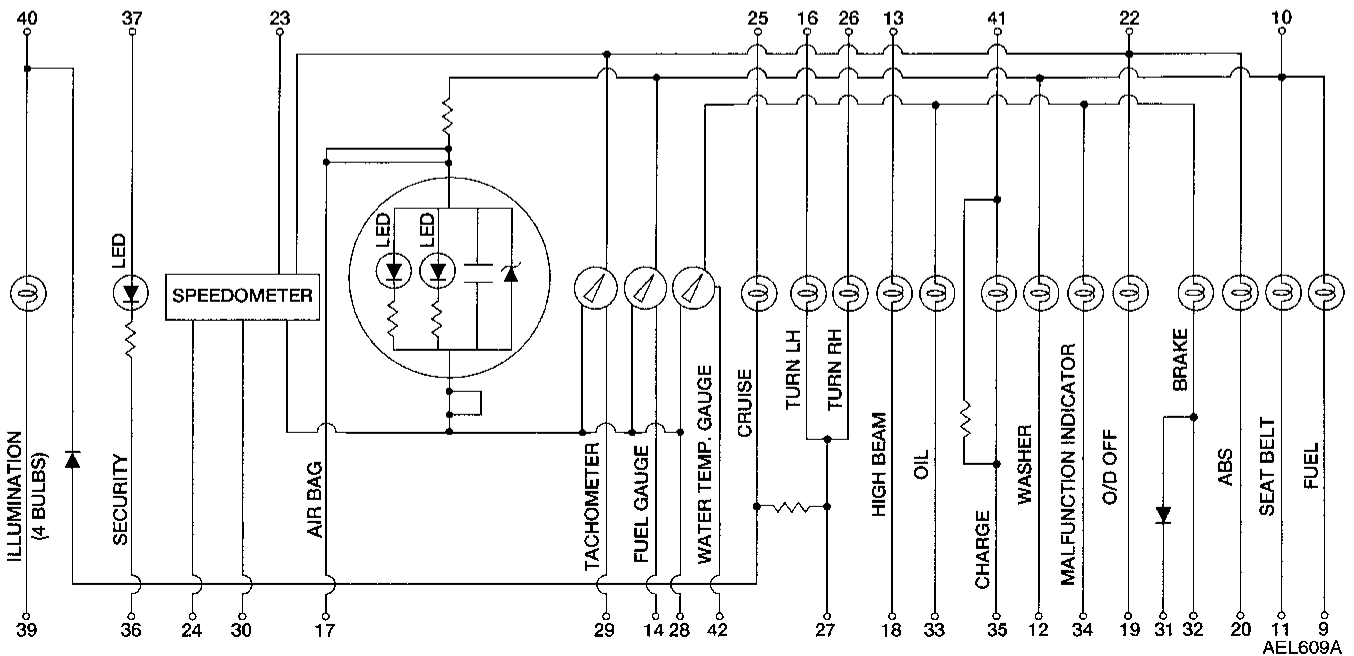 40
37
23
25
16
26
13
41
22
10
LED
LED
LED
SPEEDOMETER
ILLUMINATION
(4 BULBS)
SECURITY
AIR BAG
TACHOMETER
FUEL GAUGE
WATER TEMP. GAUGE
CRUISE
TURN LH
TURN RH
HIGH BEAM
OIL
CHARGE
WASHER
MALFUNCTION INDICATOR
O/D OFF
BRAKE
ABS
SEAT BELT
FUEL
39
36
24
30
17
29
14
28
42
27
18
33
35
12
34
19
31
32
20
11
9
AEL609A